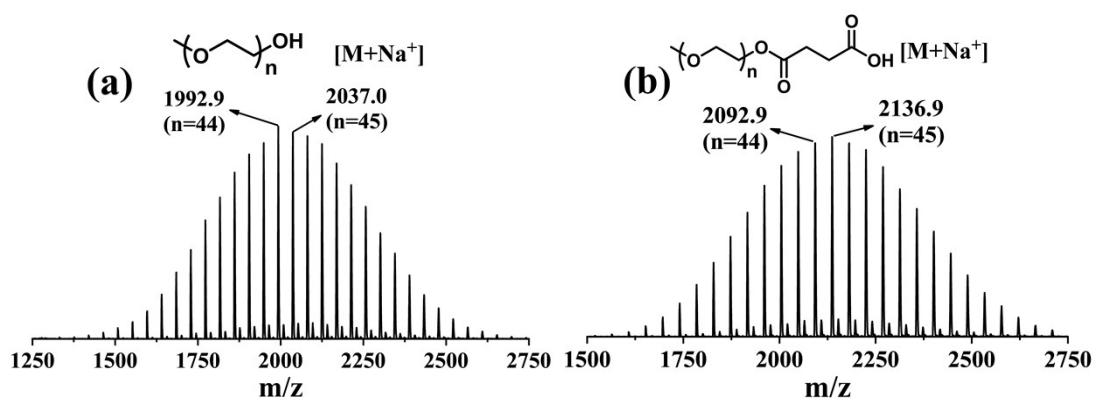 (a)
O
OH
n
[M+Na⁺]
1992.9
(n=44)
2037.0
(n=45)
1250 1500 1750 2000 2250 2500 2750
m/z
(b)
O
O
O
O
OH
n
[M+Na⁺]
2092.9
(n=44)
2136.9
(n=45)
1500 1750 2000 2250 2500 2750
m/z